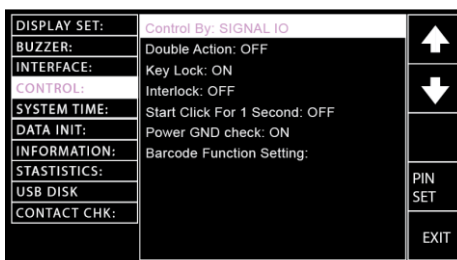 DISPLAY SET:
BUZZER:
INTERFACE:
CONTROL:
SYSTEM TIME:
DATA INIT:
INFORMATION:
STASTISTICS:
USB DISK
CONTACT CHK:
Control By: SIGNAL IO
Double Action: OFF
Key Lock: ON
Interlock: OFF
Start Click For 1 Second: OFF
Power GND check: ON
Barcode Function Setting:
PIN
SET
EXIT